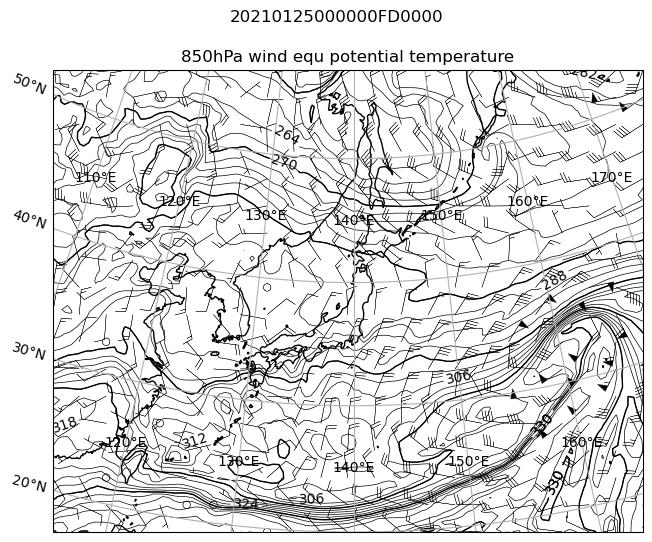 20210125000000FD0000
850hPa wind equ potential temperature
50°N
264
270
110°E
170°E
120°E
160°E
130°E
150°E
140°E
40°N
288
30°N
306
318
330
120°E
312
160°E
130°E
150°E
140°E
20°N
330
324
306